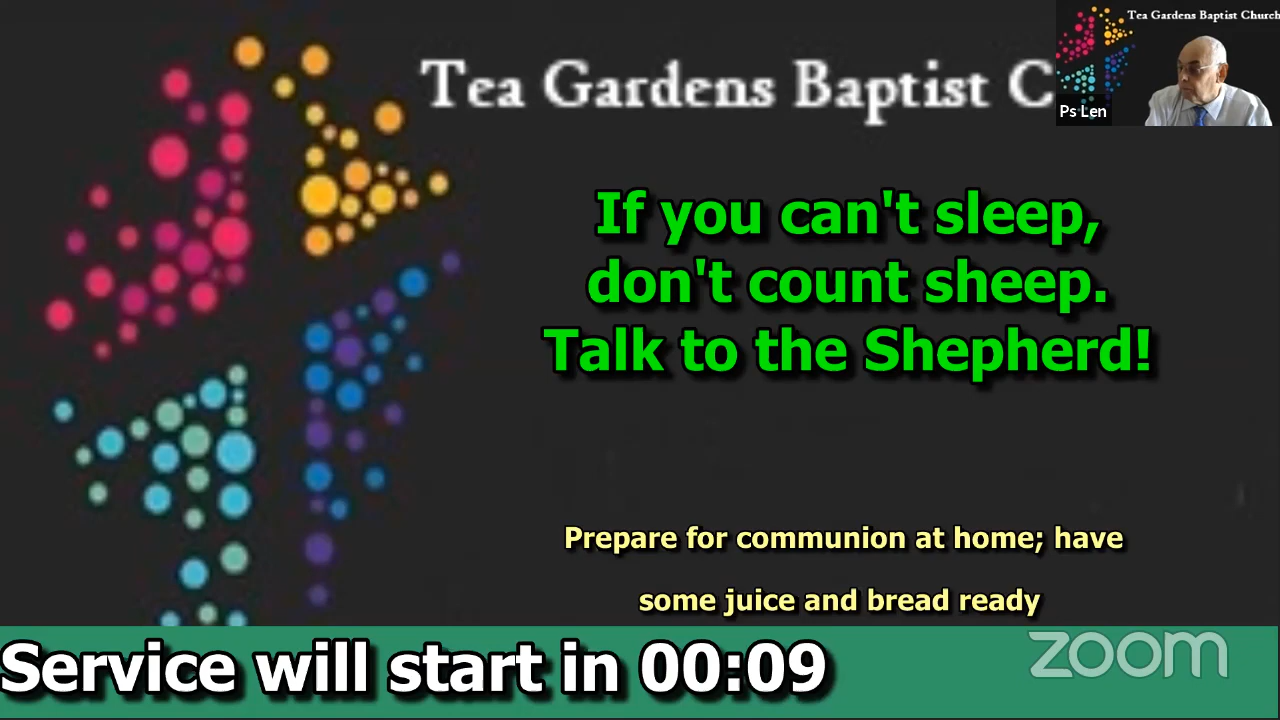 Tea Gardens Baptist C
Tea Gardens Baptist Church
Ps Len
If you can't sleep,
don't count sheep.
Talk to the Shepherd!
Prepare for communion at home; have
some juice and bread ready
Service will start in 00:09
zoom